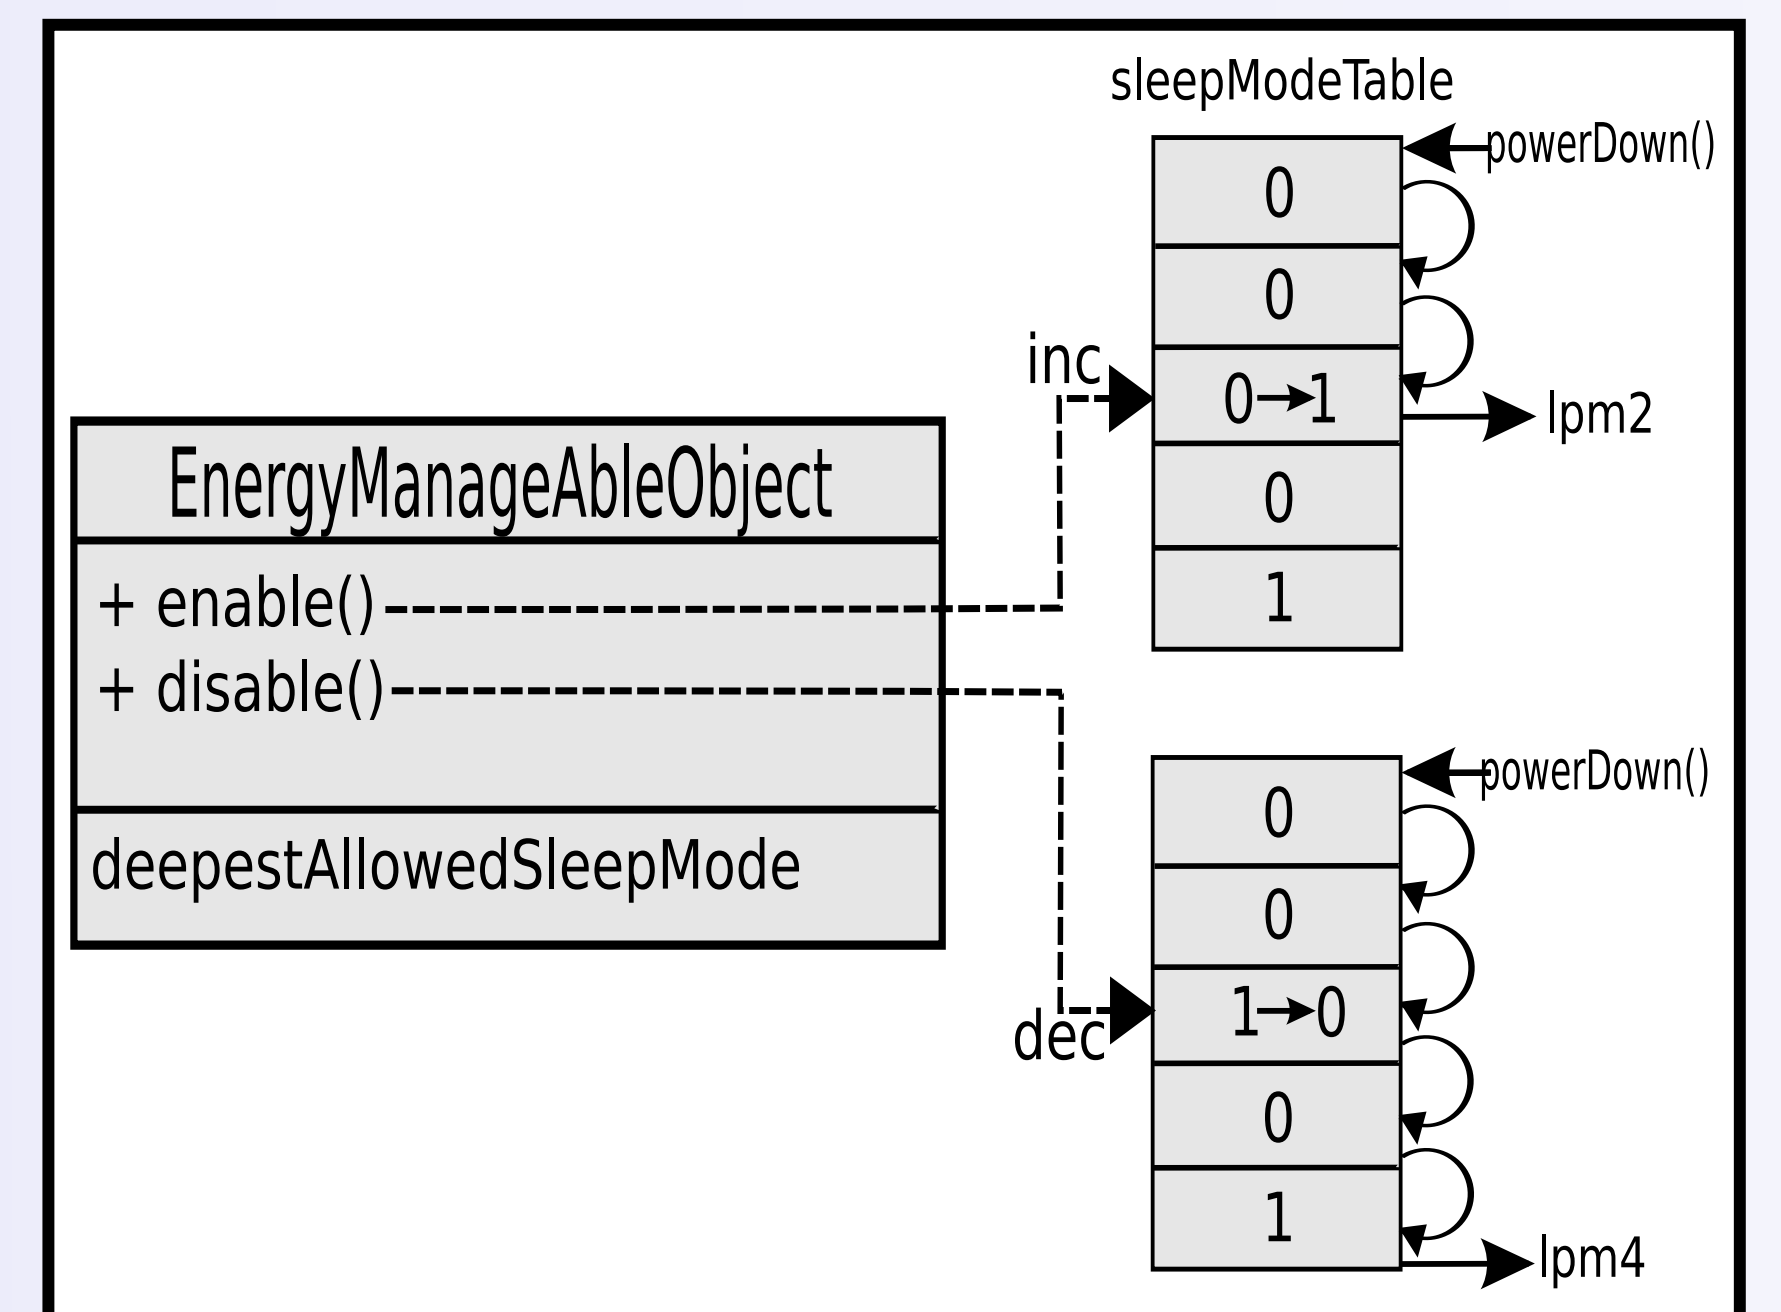 sleepModeTable
powerDown()
0
0
inc
0→1
lpm2
0
1
EnergyManageAbleObject
+ enable()
+ disable()
deepestAllowedSleepMode
powerDown()
0
0
1→0
dec
0
1
lpm4